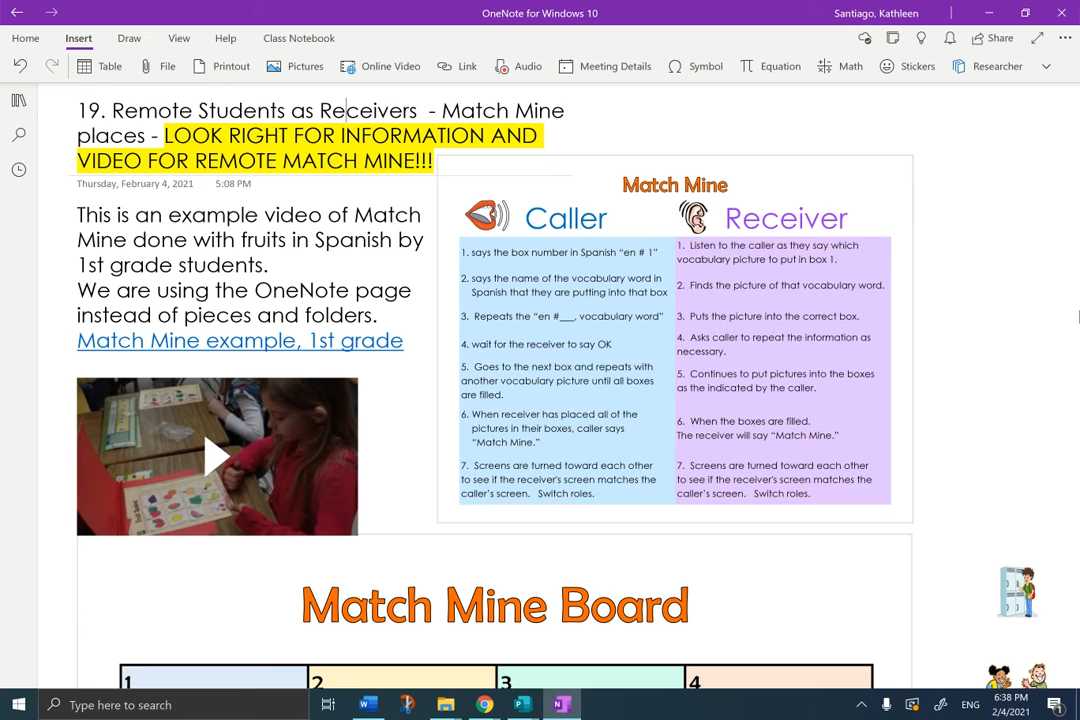 OneNote for Windows 10
Santiago, Kathleen
Home Insert Draw View Help Class Notebook
Share
Table File Printout Pictures Online Video Link Audio Meeting Details Symbol Equation Math Stickers Researcher
19. Remote Students as Receivers - Match Mine
places - LOOK RIGHT FOR INFORMATION AND
VIDEO FOR REMOTE MATCH MINE!!!
Thursday, February 4, 2021 5:08 PM
This is an example video of Match
Mine done with fruits in Spanish by
1st grade students.
We are using the OneNote page
instead of pieces and folders.
Match Mine example, 1st grade
Match Mine
Caller
1. says the box number in Spanish "en # 1"
2. says the name of the vocabulary word in
Spanish that they are putting into that box
3. Repeats the "en #___, vocabulary word"
4. wait for the receiver to say OK
5. Goes to the next box and repeats with
another vocabulary picture until all boxes
are filled.
6. When receiver has placed all of the
pictures in their boxes, caller says
"Match Mine."
7. Screens are turned toward each other
to see if the receiver's screen matches the
caller's screen. Switch roles.
Receiver
1. Listen to the caller as they say which
vocabulary picture to put in box 1.
2. Finds the picture of that vocabulary word.
3. Puts the picture into the correct box.
4. Asks caller to repeat the information as
necessary.
5. Continues to put pictures into the boxes
as the indicated by the caller.
6. When the boxes are filled.
The receiver will say "Match Mine."
7. Screens are turned toward each other
to see if the receiver's screen matches the
caller's screen. Switch roles.
Match Mine Board
1 2 3 4
Type here to search
ENG
6:38 PM
2/4/2021
1